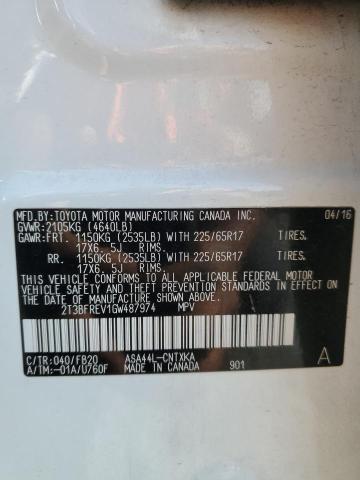 MFD.BY:TOYOTA MOTOR MANUFACTURING CANADA INC. 04/16
GVWR: 2105KG (4640LB)
GAWR:FRT. 1150KG (2535LB) WITH 225/65R17 TIRES.
17X6. 5J RIMS.
RR. 1150KG (2535LB) WITH 225/65R17 TIRES.
17X6. 5J RIMS.
THIS VEHICLE CONFORMS TO ALL APPLICABLE FEDERAL MOTOR
VEHICLE SAFETY AND THEFT PREVENTION STANDARDS IN EFFECT
ON THE DATE OF MANUFACTURE SHOWN ABOVE.
2T3BFREV1GW487974 MPV
C/TR:040/FB20 ASA44L-CNTXKA A
A/TM:-01A/U760F MADE IN CANADA 901